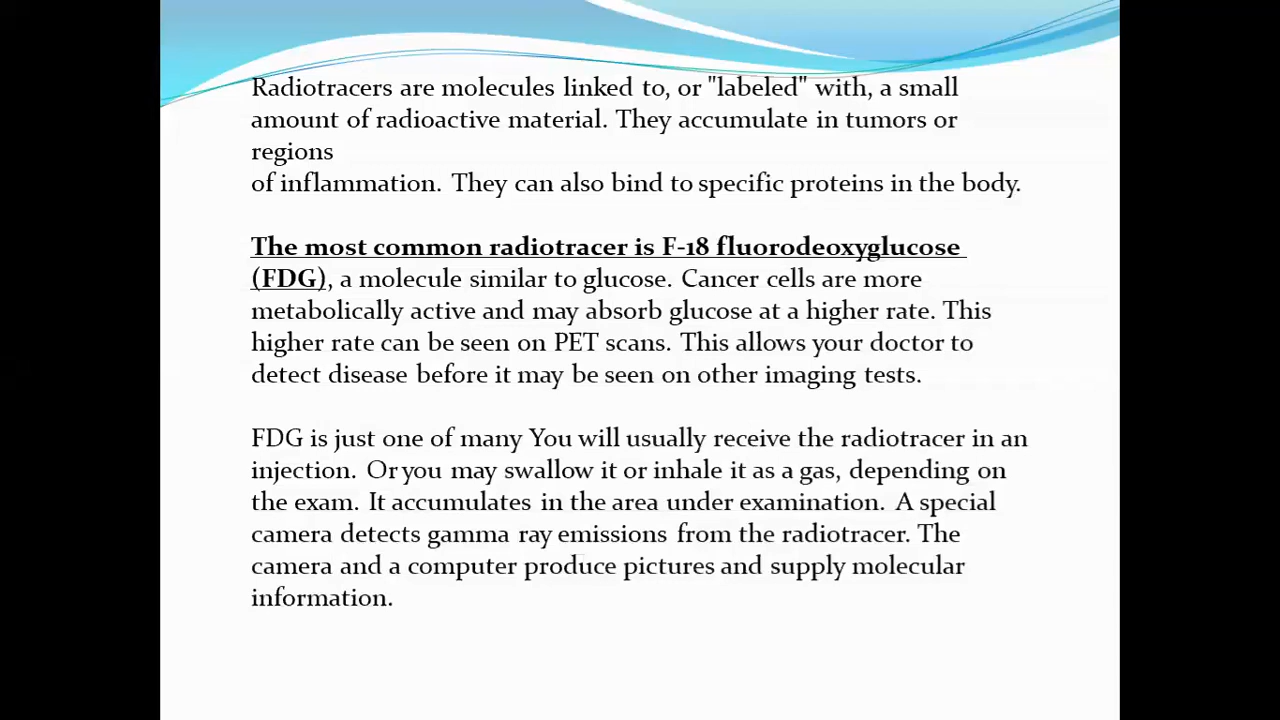 Radiotracers are molecules linked to, or "labeled" with, a small
amount of radioactive material. They accumulate in tumors or
regions
of inflammation. They can also bind to specific proteins in the body.
The most common radiotracer is F-18 fluorodeoxyglucose
(FDG), a molecule similar to glucose. Cancer cells are more
metabolically active and may absorb glucose at a higher rate. This
higher rate can be seen on PET scans. This allows your doctor to
detect disease before it may be seen on other imaging tests.
FDG is just one of many You will usually receive the radiotracer in an
injection. Or you may swallow it or inhale it as a gas, depending on
the exam. It accumulates in the area under examination. A special
camera detects gamma ray emissions from the radiotracer. The
camera and a computer produce pictures and supply molecular
information.